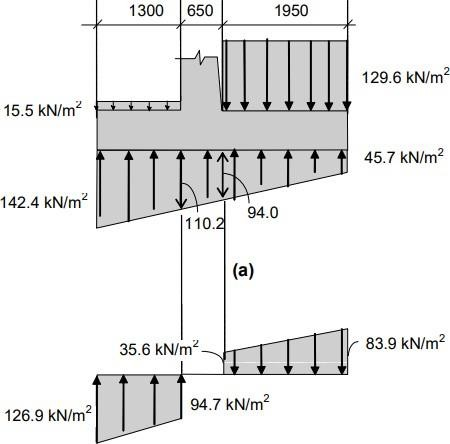 1300 650 1950
129.6 kN/m²
15.5 kN/m²
45.7 kN/m²
142.4 kN/m²
110.2
94.0
(a)
35.6 kN/m²
83.9 kN/m²
94.7 kN/m²
126.9 kN/m²